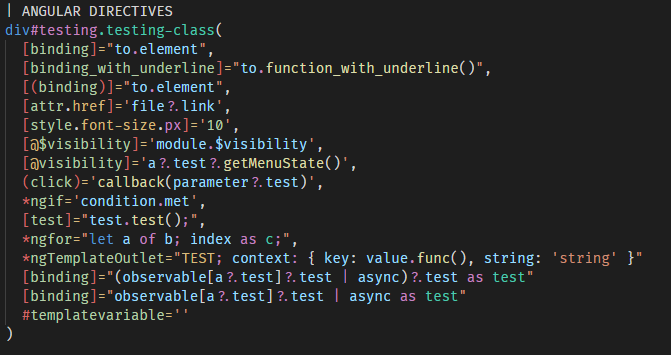 | ANGULAR DIRECTIVES
div#testing.testing-class(
  [binding]="to.element",
  [binding_with_underline]="to.function_with_underline()",
  [(binding)]="to.element",
  [attr.href]='file?.link',
  [style.font-size.px]='10',
  [@$visibility]='module.$visibility',
  [@visibility]='a?.test?.getMenuState()',
  (click)='callback(parameter?.test)',
  *ngif='condition.met',
  [test]="test.test();",
  *ngfor="let a of b; index as c;",
  *ngTemplateOutlet="TEST; context: { key: value.func(), string: 'string' }"
  [binding]="(observable[a?.test]?.test | async)?.test as test"
  [binding]="observable[a?.test]?.test | async as test"
  #templatevariable=''
)